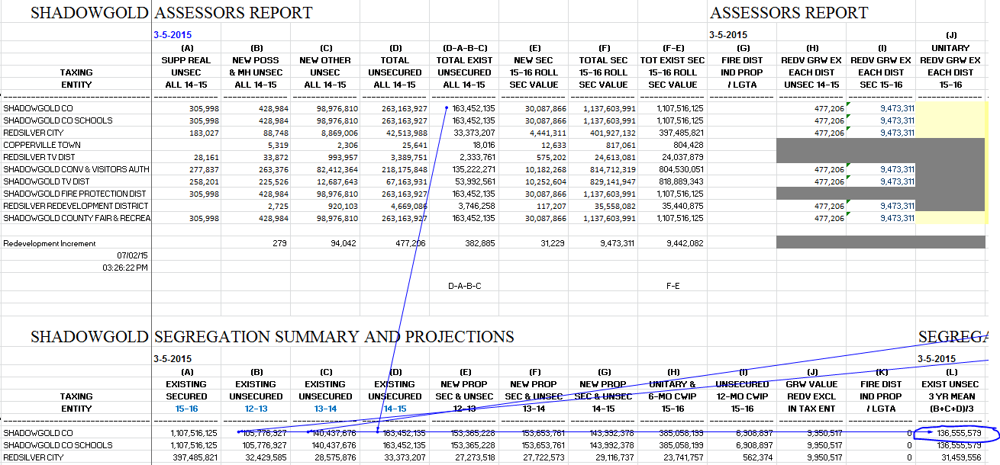 SHADOWGOLD ASSESSORS REPORT ASSESSORS REPORT
3-5-2015 3-5-2015 (J)
(A) (B) (C) (D) (D-A-B-C) (E) (F) (F-E) (G) (H) (I) UNITARY
SUPP REAL NEW POSS NEW OTHER TOTAL TOTAL EXIST NEW SEC TOTAL SEC TOT EXIST SEC FIRE DIST REDV GRW EX REDV GRW EX REDV GRW EX
TAXING UNSEC & MH UNSEC UNSEC UNSECURED UNSECURED 15-16 ROLL 15-16 ROLL 15-16 ROLL IND PROP EACH DIST EACH DIST EACH DIST
ENTITY ALL 14-15 ALL 14-15 ALL 14-15 ALL 14-15 ALL 14-15 SEC VALUE SEC VALUE SEC VALUE / LGTA UNSEC 14-15 SEC 15-16 15-16
SHADOWGOLD CO 305,998 428,984 98,976,810 263,163,927 163,452,135 30,087,866 1,137,603,991 1,107,516,125 477,206 9,473,311
SHADOWGOLD CO SCHOOLS 305,998 428,984 98,976,810 263,163,927 163,452,135 30,087,866 1,137,603,991 1,107,516,125 477,206 9,473,311
REDSILVER CITY 183,027 88,748 8,869,006 42,513,988 33,373,207 4,441,311 401,927,132 397,485,821 477,206 9,473,311
COPPERVILLE TOWN 5,319 2,306 25,641 18,016 12,633 817,061 804,428
REDSILVER TV DIST 28,161 33,872 993,957 3,389,751 2,333,761 575,202 24,613,081 24,037,879
SHADOWGOLD CONV & VISITORS AUTH 277,837 263,376 82,412,364 218,175,848 135,222,271 10,182,268 814,712,319 804,530,051 477,206 9,473,311
SHADOWGOLD TV DIST 258,201 225,526 12,687,643 67,163,931 53,992,561 10,252,604 829,141,947 818,889,343 477,206 9,473,311
SHADOWGOLD FIRE PROTECTION DIST 305,998 428,984 98,976,810 263,163,927 163,452,135 30,087,866 1,137,603,991 1,107,516,125
REDSILVER REDEVELOPMENT DISTRICT 2,725 920,103 4,669,086 3,746,258 117,207 35,558,082 35,440,875 477,206 9,473,311
SHADOWGOLD COUNTY FAIR & RECREA 305,998 428,984 98,976,810 263,163,927 163,452,135 30,087,866 1,137,603,991 1,107,516,125 477,206 9,473,311
Redevelopment Increment 279 94,042 477,206 382,885 31,229 9,473,311 9,442,082
07/02/15
03:26:22 PM
D-A-B-C F-E
SHADOWGOLD SEGREGATION SUMMARY AND PROJECTIONS SEGREGA
3-5-2015 3-5-2015
(A) (B) (C) (D) (E) (F) (G) (H) (I) (J) (K) (L)
EXISTING EXISTING EXISTING EXISTING NEW PROP NEW PROP NEW PROP UNITARY & UNSECURED GRW VALUE FIRE DIST EXIST UNSEC
TAXING SECURED UNSECURED UNSECURED UNSECURED SEC & UNSEC SEC & UNSEC SEC & UNSEC 6-MO CWIP 12-MO CWIP REDV EXCL IND PROP 3 YR MEAN
ENTITY 15-16 12-13 13-14 14-15 12-13 13-14 14-15 15-16 15-16 IN TAX ENT / LGTA (B+C+D)/3
SHADOWGOLD CO 1,107,516,125 105,776,927 140,437,676 163,452,135 153,365,228 153,653,761 143,992,378 385,058,199 6,908,897 9,950,517 0 136,555,579
SHADOWGOLD CO SCHOOLS 1,107,516,125 105,776,927 140,437,676 163,452,135 153,365,228 153,653,761 143,992,378 385,058,199 6,908,897 9,950,517 0 136,555,579
REDSILVER CITY 397,485,821 32,429,585 28,575,876 33,373,207 27,273,518 27,722,573 29,116,737 23,741,757 562,374 9,950,517 0 31,459,556